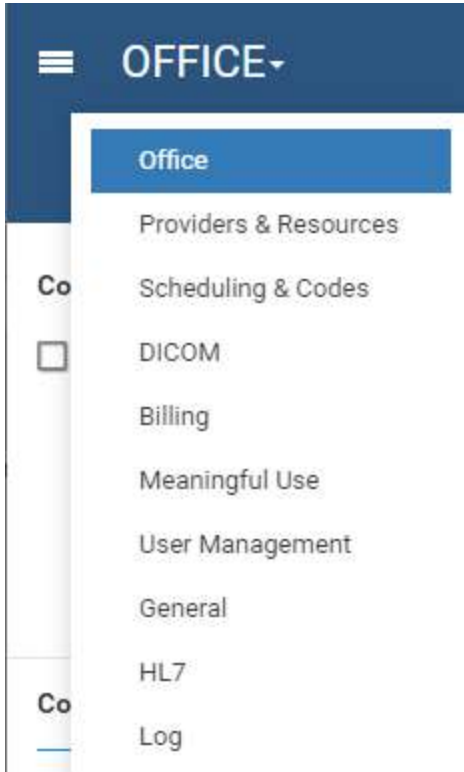 OFFICE
Office
Providers & Resources
Co
Scheduling & Codes
DICOM
Billing
Meaningful Use
User Management
General
HL7
Co
Log